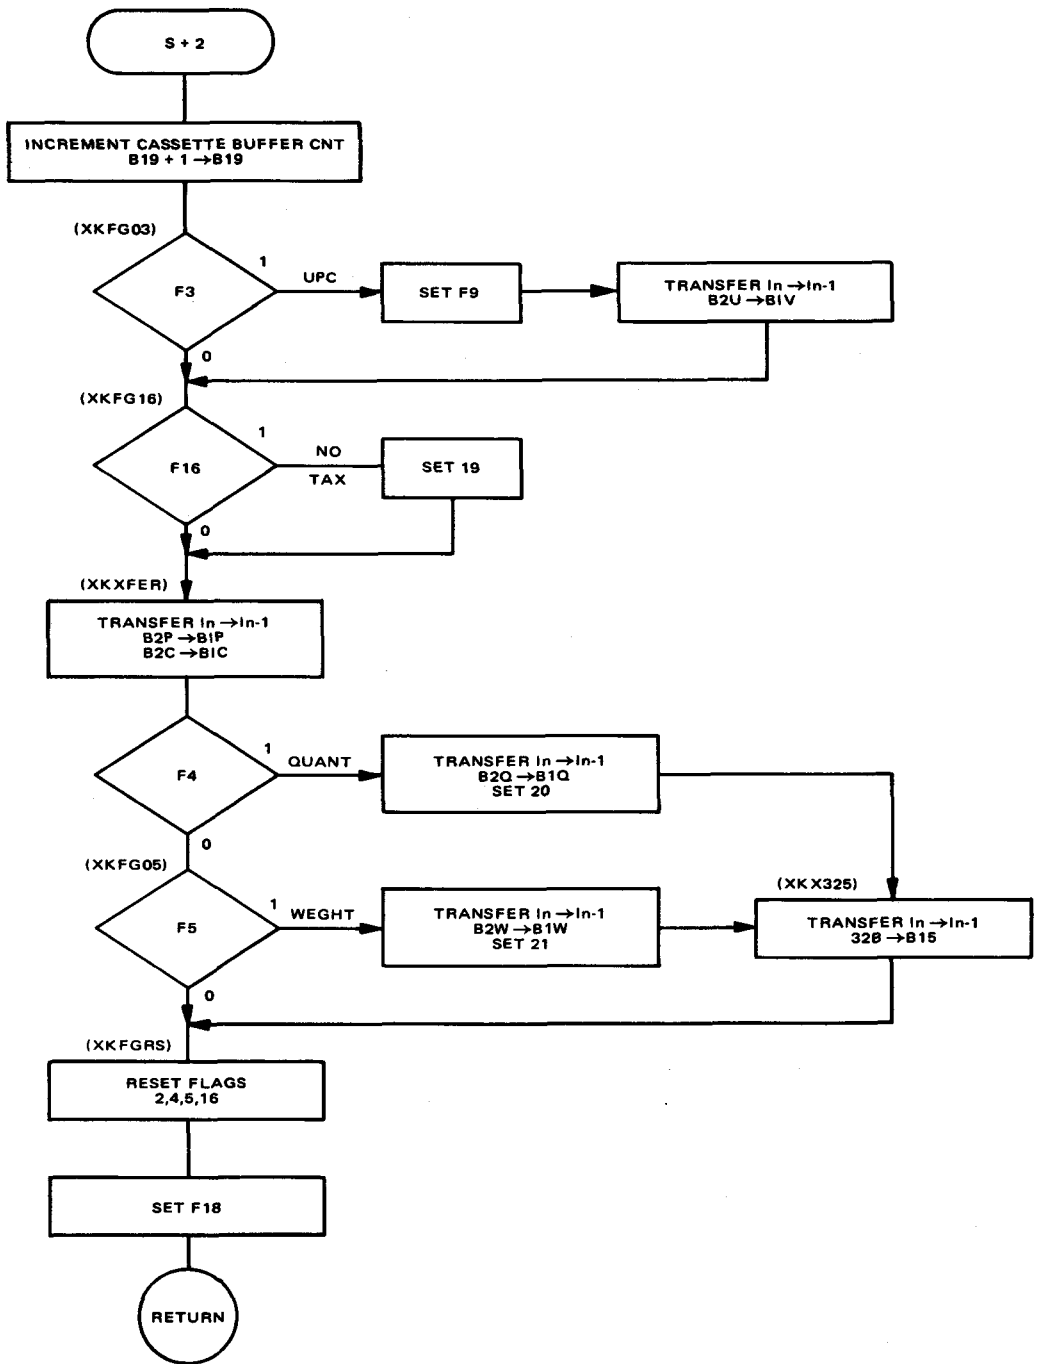 S + 2
INCREMENT CASSETTE BUFFER CNT
B19 + 1 →B19
(XKFG03)
F3
1
UPC
SET F9
TRANSFER In →In-1
B2U →BIV
0
(XKFG16)
F16
1
NO
TAX
SET 19
0
(XKXFER)
TRANSFER In →In-1
B2P →BIP
B2C →BIC
F4
1
QUANT
TRANSFER In →In-1
B2Q →B1Q
SET 20
0
(XKFG05)
F5
1
WEGHT
TRANSFER In →In-1
B2W →B1W
SET 21
(XKX325)
TRANSFER In →In-1
32B →B15
0
(XKFGRS)
RESET FLAGS
2,4,5,16
SET F18
RETURN